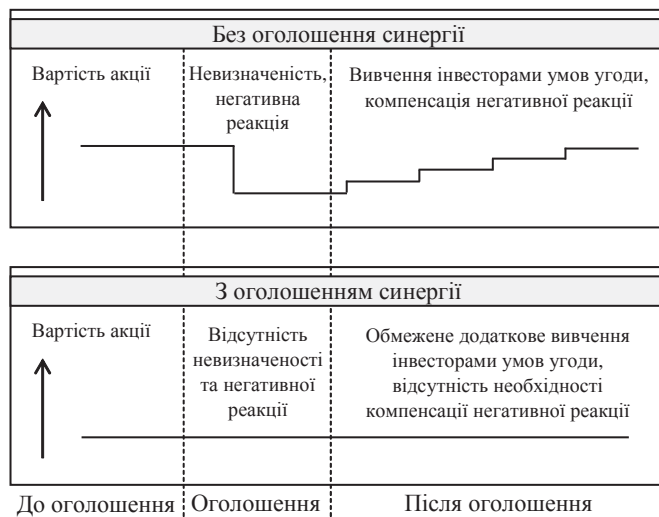 Без оголошення синергії
Вартість акції
Невизначеність,
негативна
реакція
Вивчення інвесторами умов угоди,
компенсація негативної реакції
З оголошенням синергії
Вартість акції
Відсутність
невизначеності
та негативної
реакції
Обмежене додаткове вивчення
інвесторами умов угоди,
відсутність необхідності
компенсації негативної реакції
До оголошення
Оголошення
Після оголошення